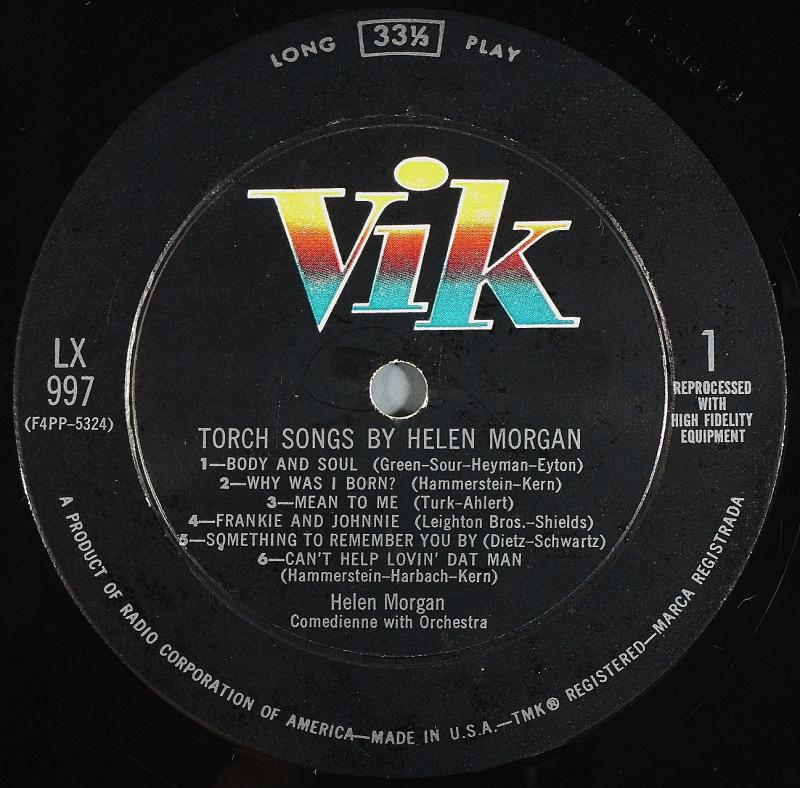 LONG 33⅓ PLAY
Vik
LX
997
(F4PP–5324)
1
REPROCESSED
WITH
HIGH FIDELITY
EQUIPMENT
TORCH SONGS BY HELEN MORGAN
1—BODY AND SOUL (Green–Sour–Heyman–Eyton)
2—WHY WAS I BORN? (Hammerstein–Kern)
3—MEAN TO ME (Turk–Ahlert)
4—FRANKIE AND JOHNNIE (Leighton Bros.–Shields)
5—SOMETHING TO REMEMBER YOU BY (Dietz–Schwartz)
6—CAN'T HELP LOVIN' DAT MAN
(Hammerstein–Harbach–Kern)
Helen Morgan
Comedienne with Orchestra
A PRODUCT OF RADIO CORPORATION OF AMERICA—MADE IN U.S.A.—TMK® REGISTERED—MARCA REGISTRADA